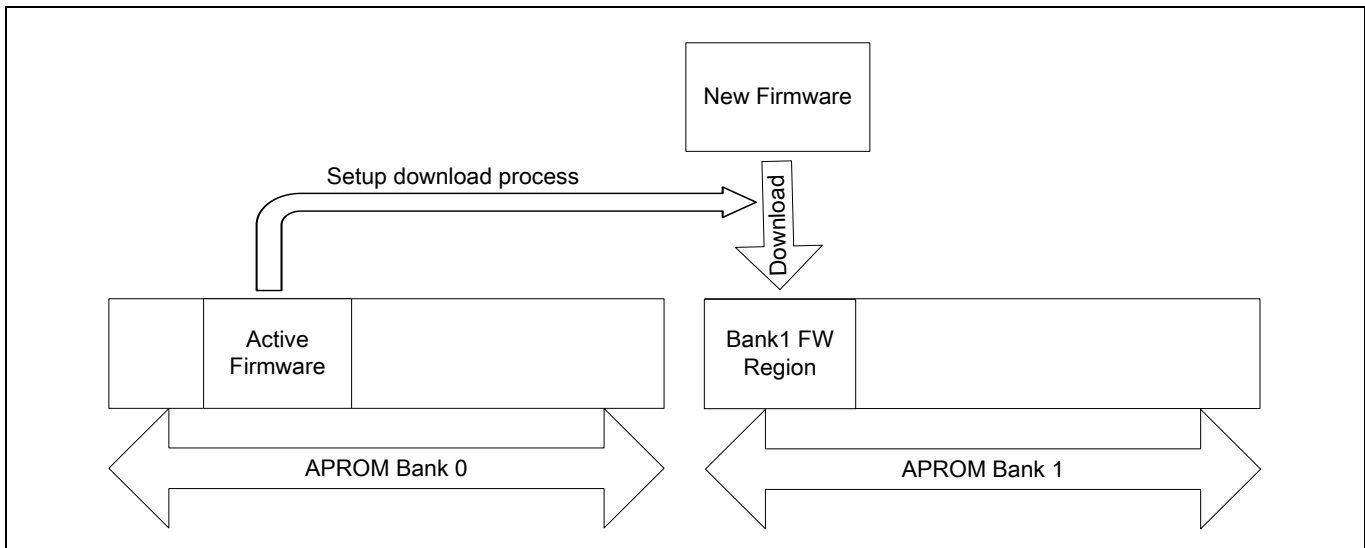 New Firmware
Setup download process
Download
Active
Firmware
Bank1 FW
Region
APROM Bank 0
APROM Bank 1